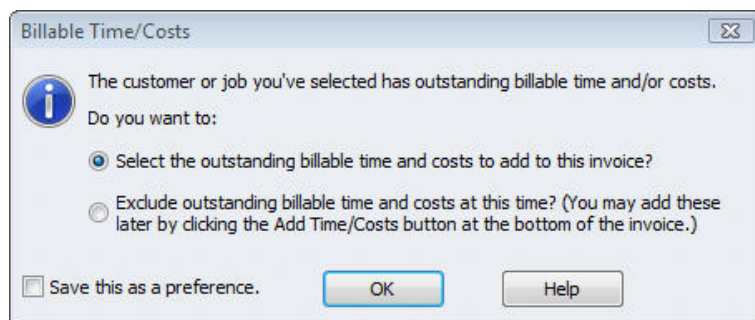 Billable Time/Costs
The customer or job you've selected has outstanding billable time and/or costs.
Do you want to:
Select the outstanding billable time and costs to add to this invoice?
Exclude outstanding billable time and costs at this time? (You may add these
later by clicking the Add Time/Costs button at the bottom of the invoice.)
Save this as a preference.
OK
Help